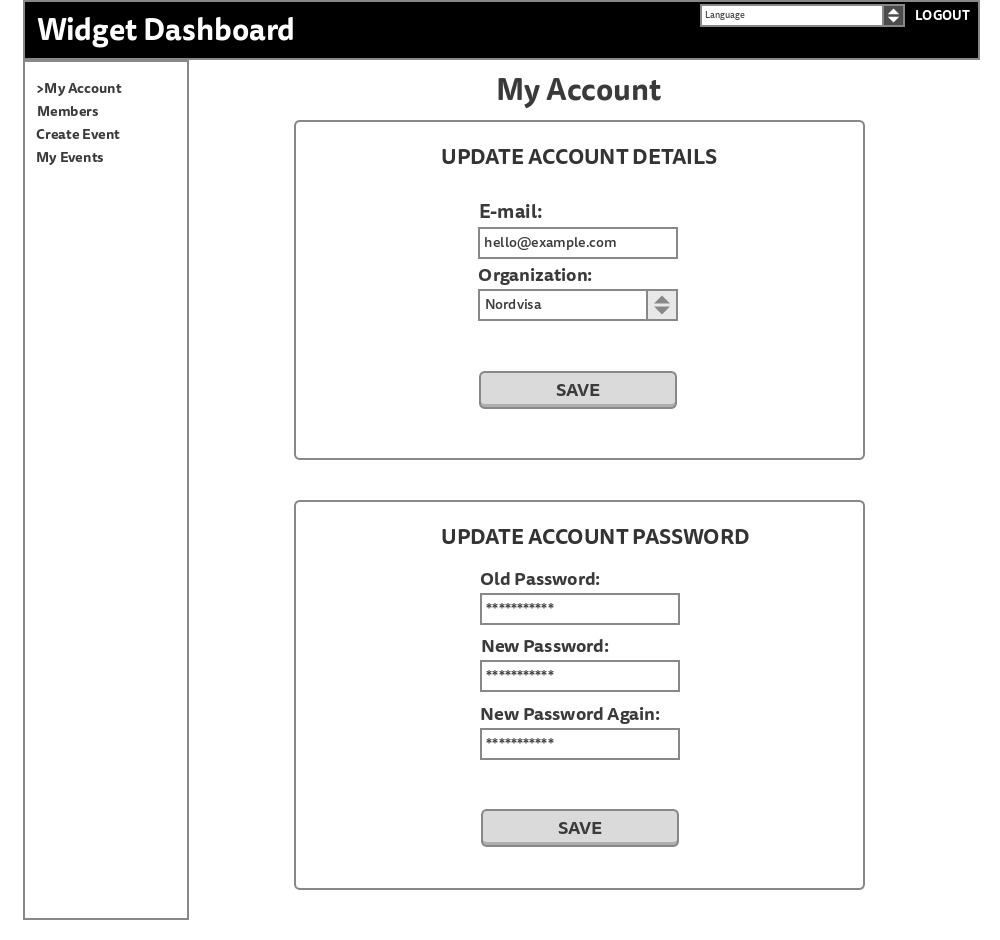 Widget Dashboard
Language
LOGOUT
>My Account
Members
Create Event
My Events
My Account
UPDATE ACCOUNT DETAILS
E-mail:
hello@example.com
Organization:
Nordvisa
SAVE
UPDATE ACCOUNT PASSWORD
Old Password:
***********
New Password:
***********
New Password Again:
***********
SAVE